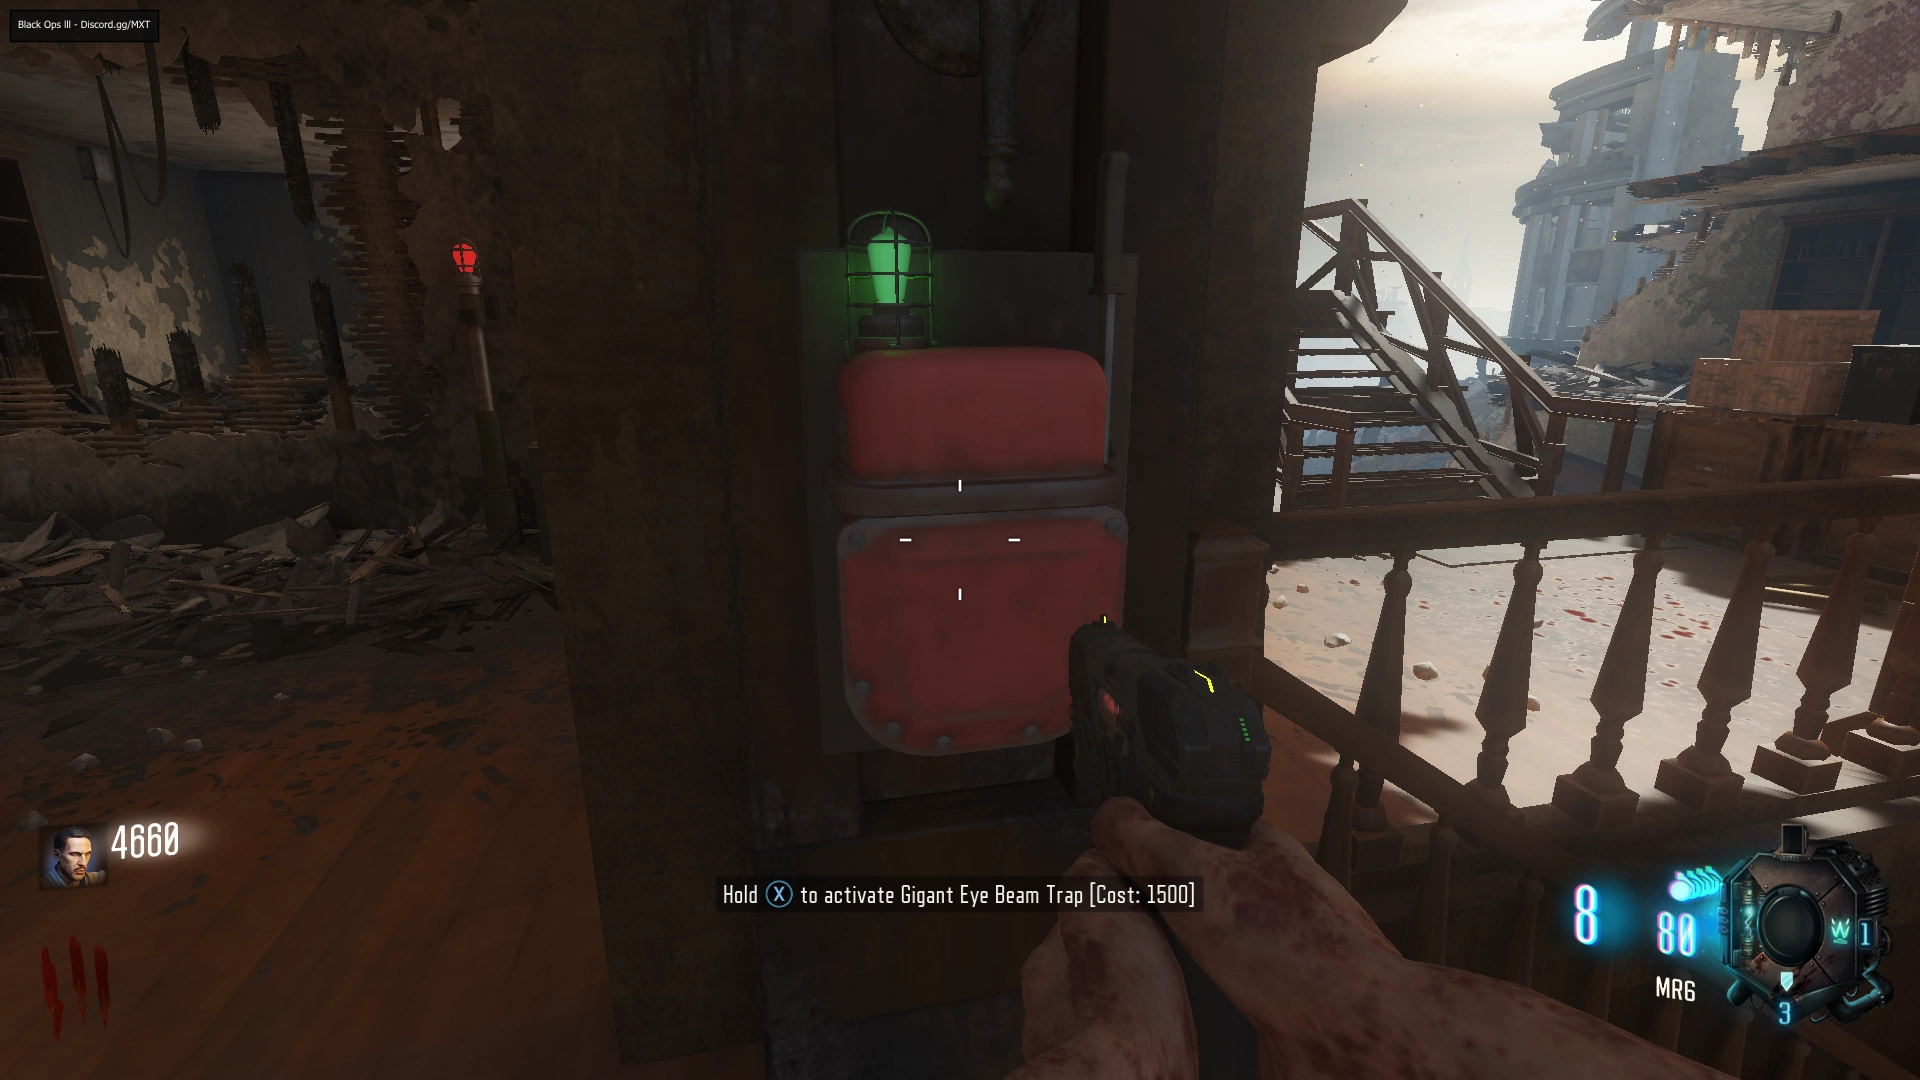 Black Ops III - Discord.gg/MXT
4660
Hold X to activate Gigant Eye Beam Trap [Cost: 1500]
8
80
1
MR6
3